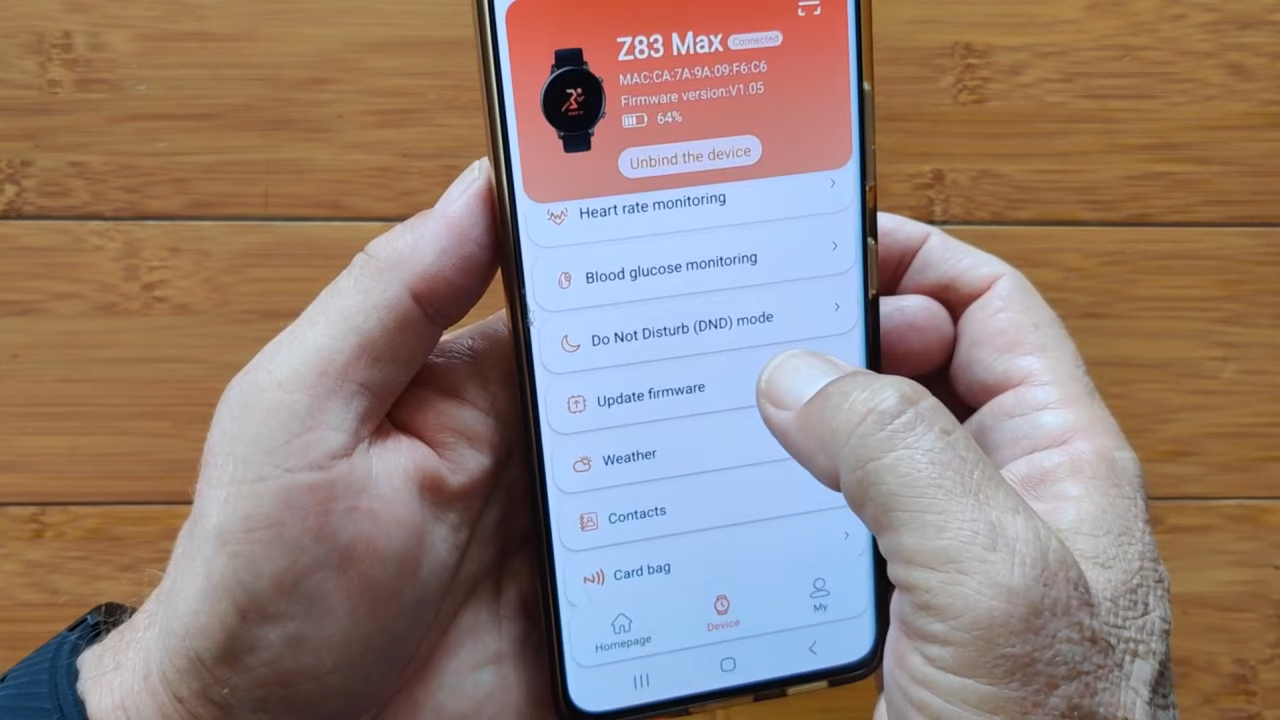 Z83 Max Connected
MAC:CA:7A:9A:09:F6:C6
Firmware version:V1.05
64%
Unbind the device
Heart rate monitoring
Blood glucose monitoring
Do Not Disturb (DND) mode
Update firmware
Weather
Contacts
Card bag
Homepage
Device
My